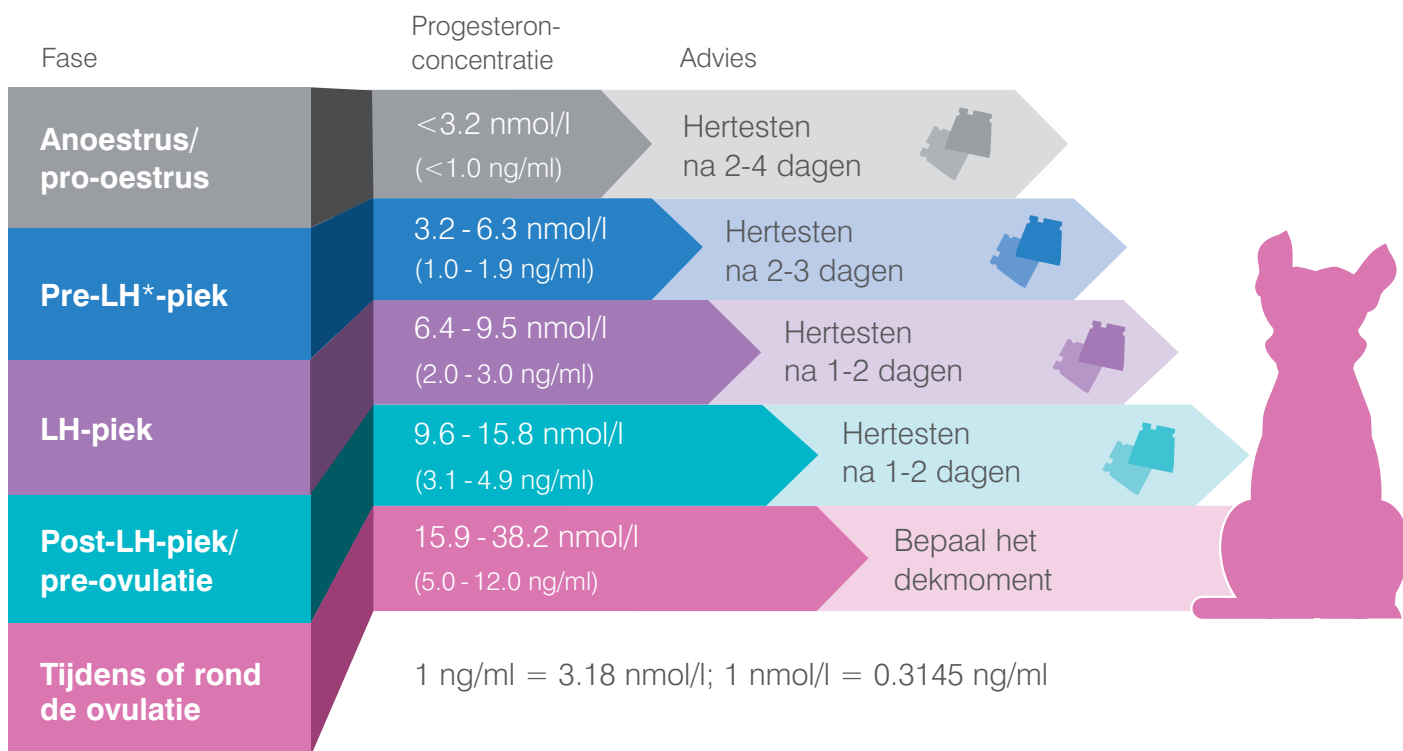 Fase
Progesteron-
concentratie
Advies
Anoestrus/
pro-oestrus
<3.2 nmol/l
(<1.0 ng/ml)
Hertesten
na 2-4 dagen
Pre-LH*-piek
3.2 - 6.3 nmol/l
(1.0 - 1.9 ng/ml)
Hertesten
na 2-3 dagen
LH-piek
6.4 - 9.5 nmol/l
(2.0 - 3.0 ng/ml)
Hertesten
na 1-2 dagen
Post-LH-piek/
pre-ovulatie
9.6 - 15.8 nmol/l
(3.1 - 4.9 ng/ml)
Hertesten
na 1-2 dagen
Tijdens of rond
de ovulatie
15.9 - 38.2 nmol/l
(5.0 - 12.0 ng/ml)
Bepaal het
dekmoment
1 ng/ml = 3.18 nmol/l; 1 nmol/l = 0.3145 ng/ml